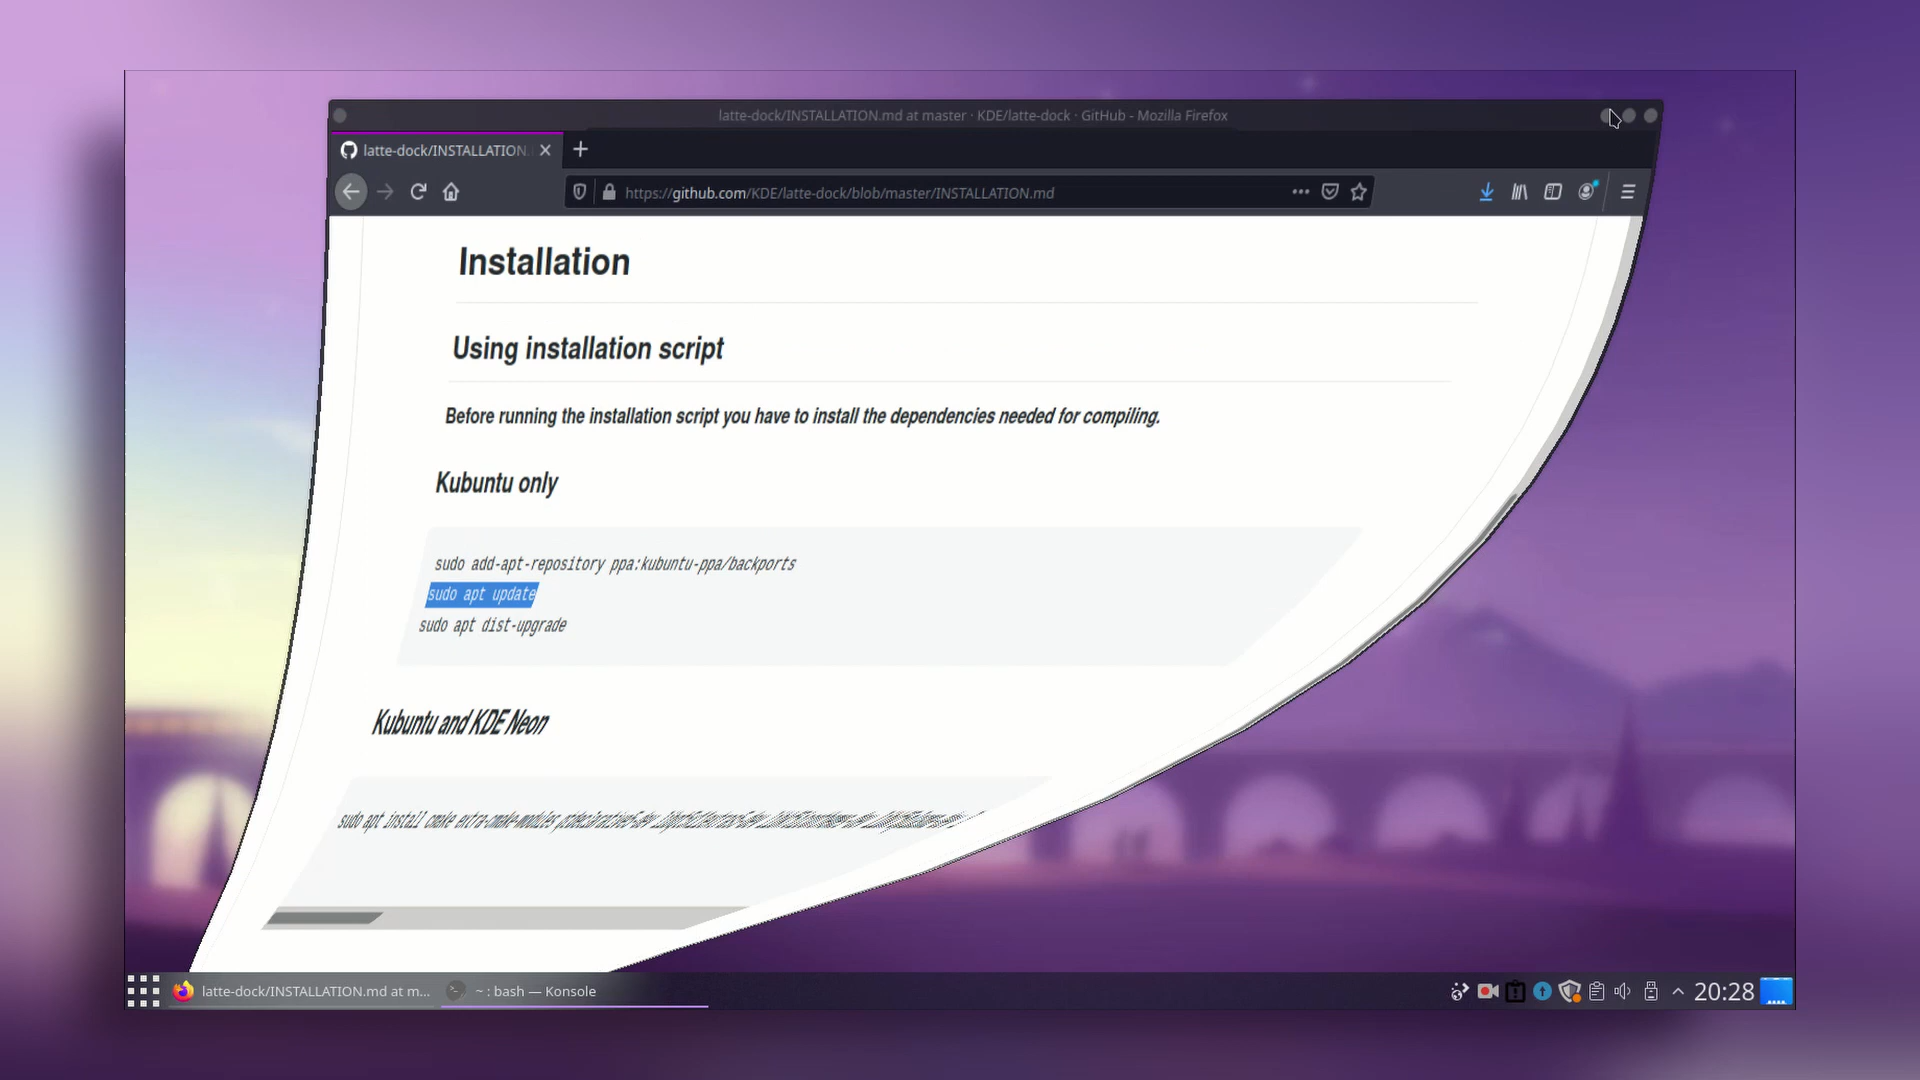 latte-dock/INSTALLATION.md at master · KDE/latte-dock · GitHub - Mozilla Firefox
latte-dock/INSTALLATION.
https://github.com/KDE/latte-dock/blob/master/INSTALLATION.md
Installation
Using installation script
Before running the installation script you have to install the dependencies needed for compiling.
Kubuntu only
sudo add-apt-repository ppa:kubuntu-ppa/backports
sudo apt update
sudo apt dist-upgrade
Kubuntu and KDE Neon
sudo apt install cmake extra-cmake-modules
latte-dock/INSTALLATION.md at m...
~ : bash — Konsole
20:28